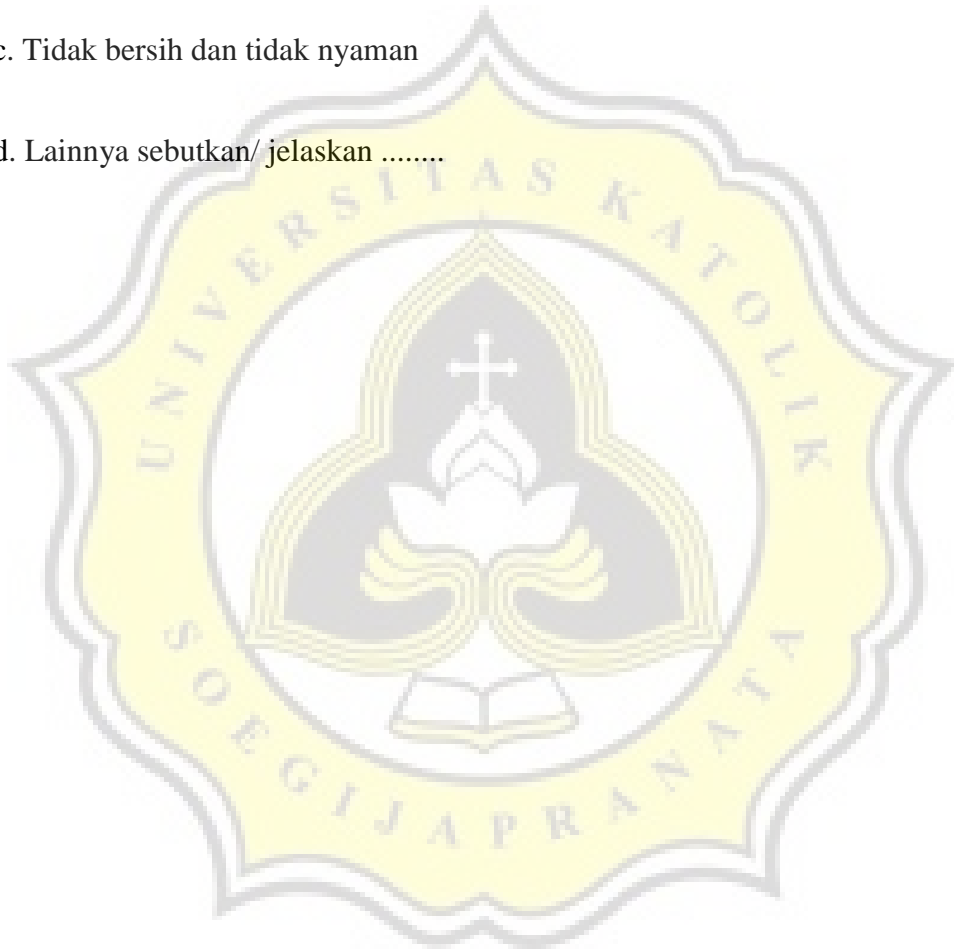 c. Tidak bersih dan tidak nyaman
d. Lainnya sebutkan/ jelaskan ........
UNIVERSITAS KATOLIK
SOEGIJAPRANATA